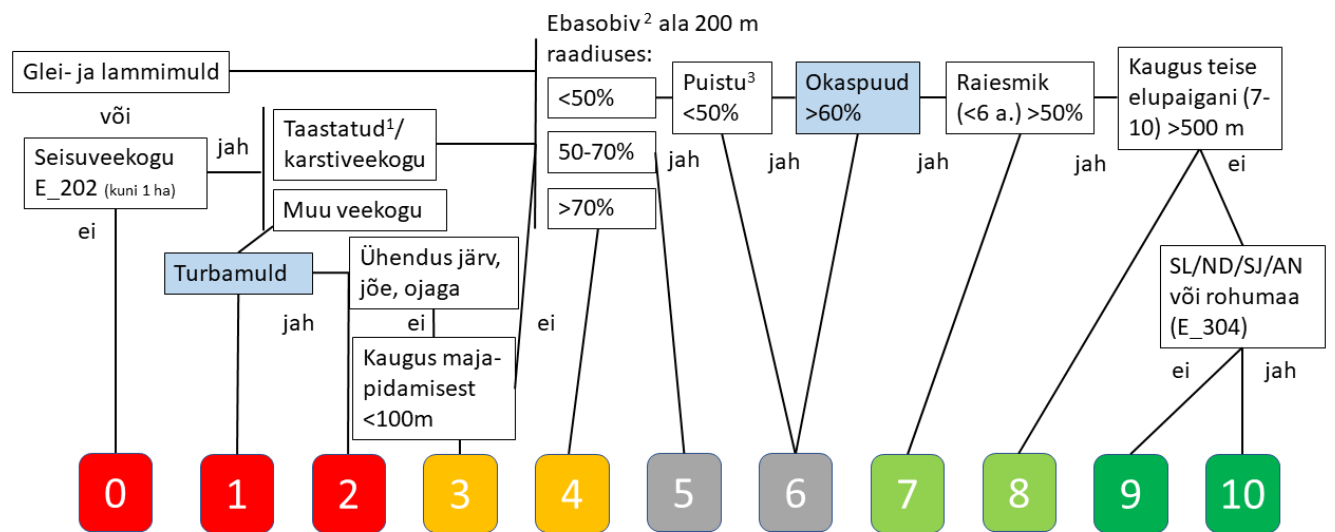 Glei- ja lammimuld
või
Seisuveekogu
E_202 (kuni 1 ha)
jah
ei
Taastatud¹/
karstiveekogu
Muu veekogu
Turbamuld
jah
Ühendus järv,
jõe, ojaga
ei
Kaugus maja-
pidamisest
<100m
ei
Ebasobiv² ala 200 m
raadiuses:
<50%
50-70%
>70%
Puistu³
<50%
jah
Okaspuud
>60%
jah
Raiesmik
(<6 a.) >50%
jah
Kaugus teise
elupaigani (7-
10) >500 m
jah
ei
SL/ND/SJ/AN
või rohumaa
(E_304)
ei
jah
0
1
2
3
4
5
6
7
8
9
10